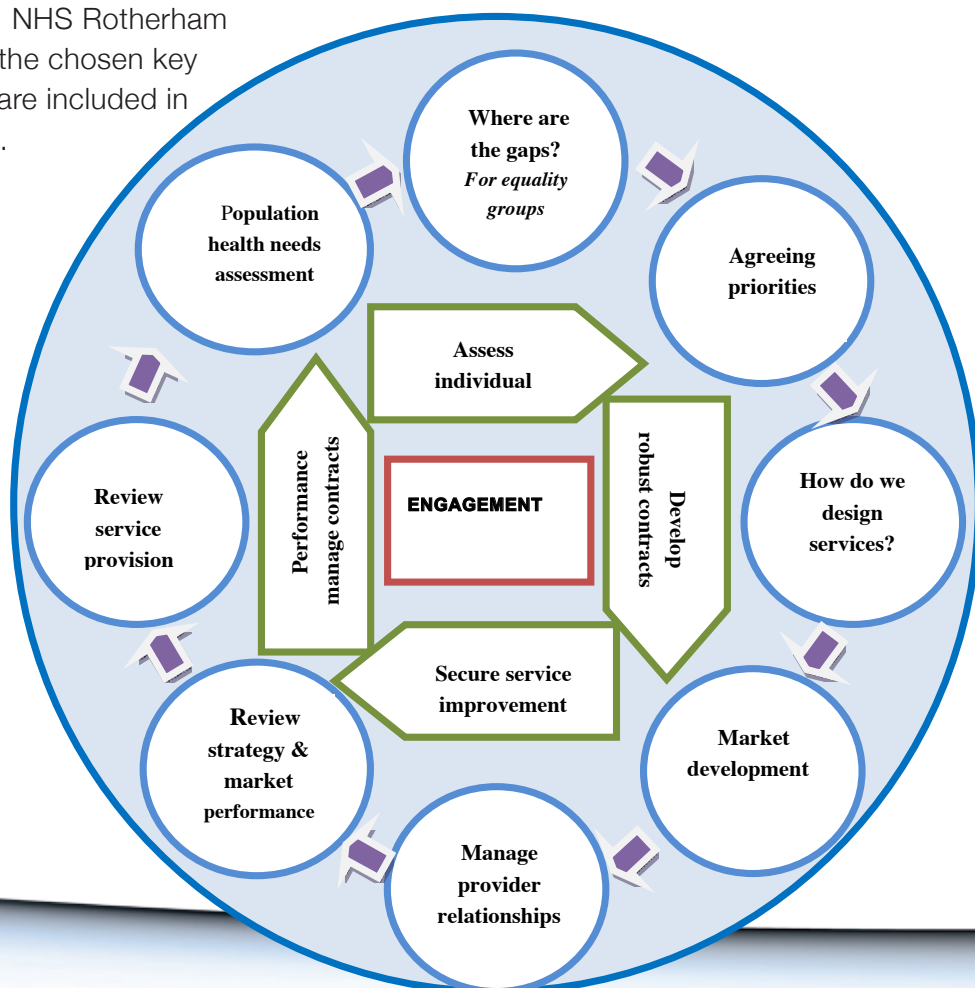 NHS Rotherham
the chosen key
are included in
.
Where are
the gaps?
For equality
groups
Population
health needs
assessment
Agreeing
priorities
Assess
individual
Performance
manage contracts
ENGAGEMENT
Develop
robust contracts
Review
service
provision
How do we
design
services?
Secure service
improvement
Review
strategy &
market
performance
Market
development
Manage
provider
relationships